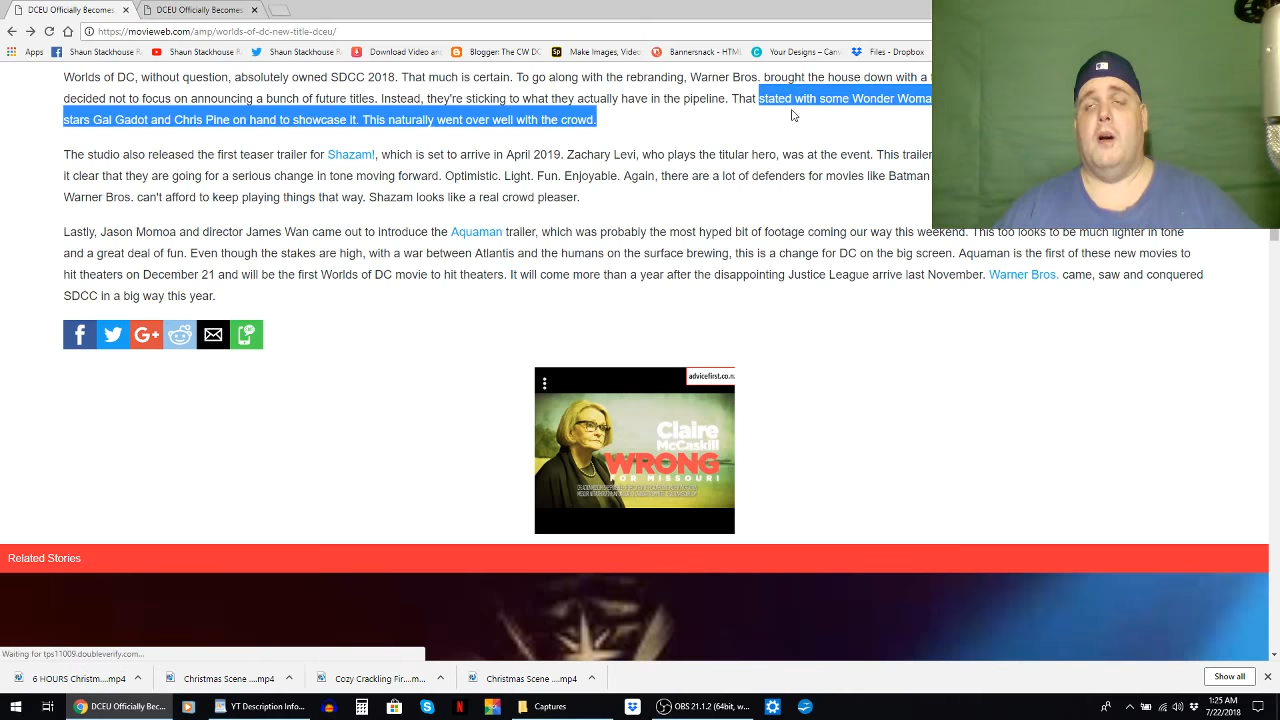 DCEU Officially Becomes
DCEU Officially Becomes
https://movieweb.com/amp/worlds-of-dc-new-title-dceu/
Apps Shaun Restaurants Shaun Restaurants Shaun Restaurants Download Video and Blogger: The CW DC Make Images, Video Bannersnack - HTML Your Designs – Can Files - Dropbox
Worlds of DC, without question, absolutely owned SDCC 2018. That much is certain. To go along with the rebranding, Warner Bros. brought the house down with a
decided not to focus on announcing a bunch of future titles. Instead, they're sticking to what they actually have in the pipeline. That stated with some Wonder Woma
stars Gal Gadot and Chris Pine on hand to showcase it. This naturally went over well with the crowd.
The studio also released the first teaser trailer for Shazam!, which is set to arrive in April 2019. Zachary Levi, who plays the titular hero, was at the event. This trailer
it clear that they are going for a serious change in tone moving forward. Optimistic. Light. Fun. Enjoyable. Again, there are a lot of defenders for movies like Batman
Warner Bros. can't afford to keep playing things that way. Shazam looks like a real crowd pleaser.
Lastly, Jason Momoa and director James Wan came out to introduce the Aquaman trailer, which was probably the most hyped bit of footage coming our way this weekend. This too looks to be much lighter in tone
and a great deal of fun. Even though the stakes are high, with a war between Atlantis and the humans on the surface brewing, this is a change for DC on the big screen. Aquaman is the first of these new movies to
hit theaters on December 21 and will be the first Worlds of DC movie to hit theaters. It will come more than a year after the disappointing Justice League arrive last November. Warner Bros. came, saw and conquered
SDCC in a big way this year.
advicefirst.co.n
Claire
McCaskill
WRONG
FOR MISSOURI
Related Stories
Waiting for tps11009.doubleverify.com...
6 HOURS Christm....mp4 Christmas Scene ....mp4 Cozy Crackling Fir....mp4 Christmas Scene ....mp4 Show all
DCEU Officially Bec... YT Description Info... Captures OBS 21.1.2 (64bit, w...
1:25 AM
7/22/2018